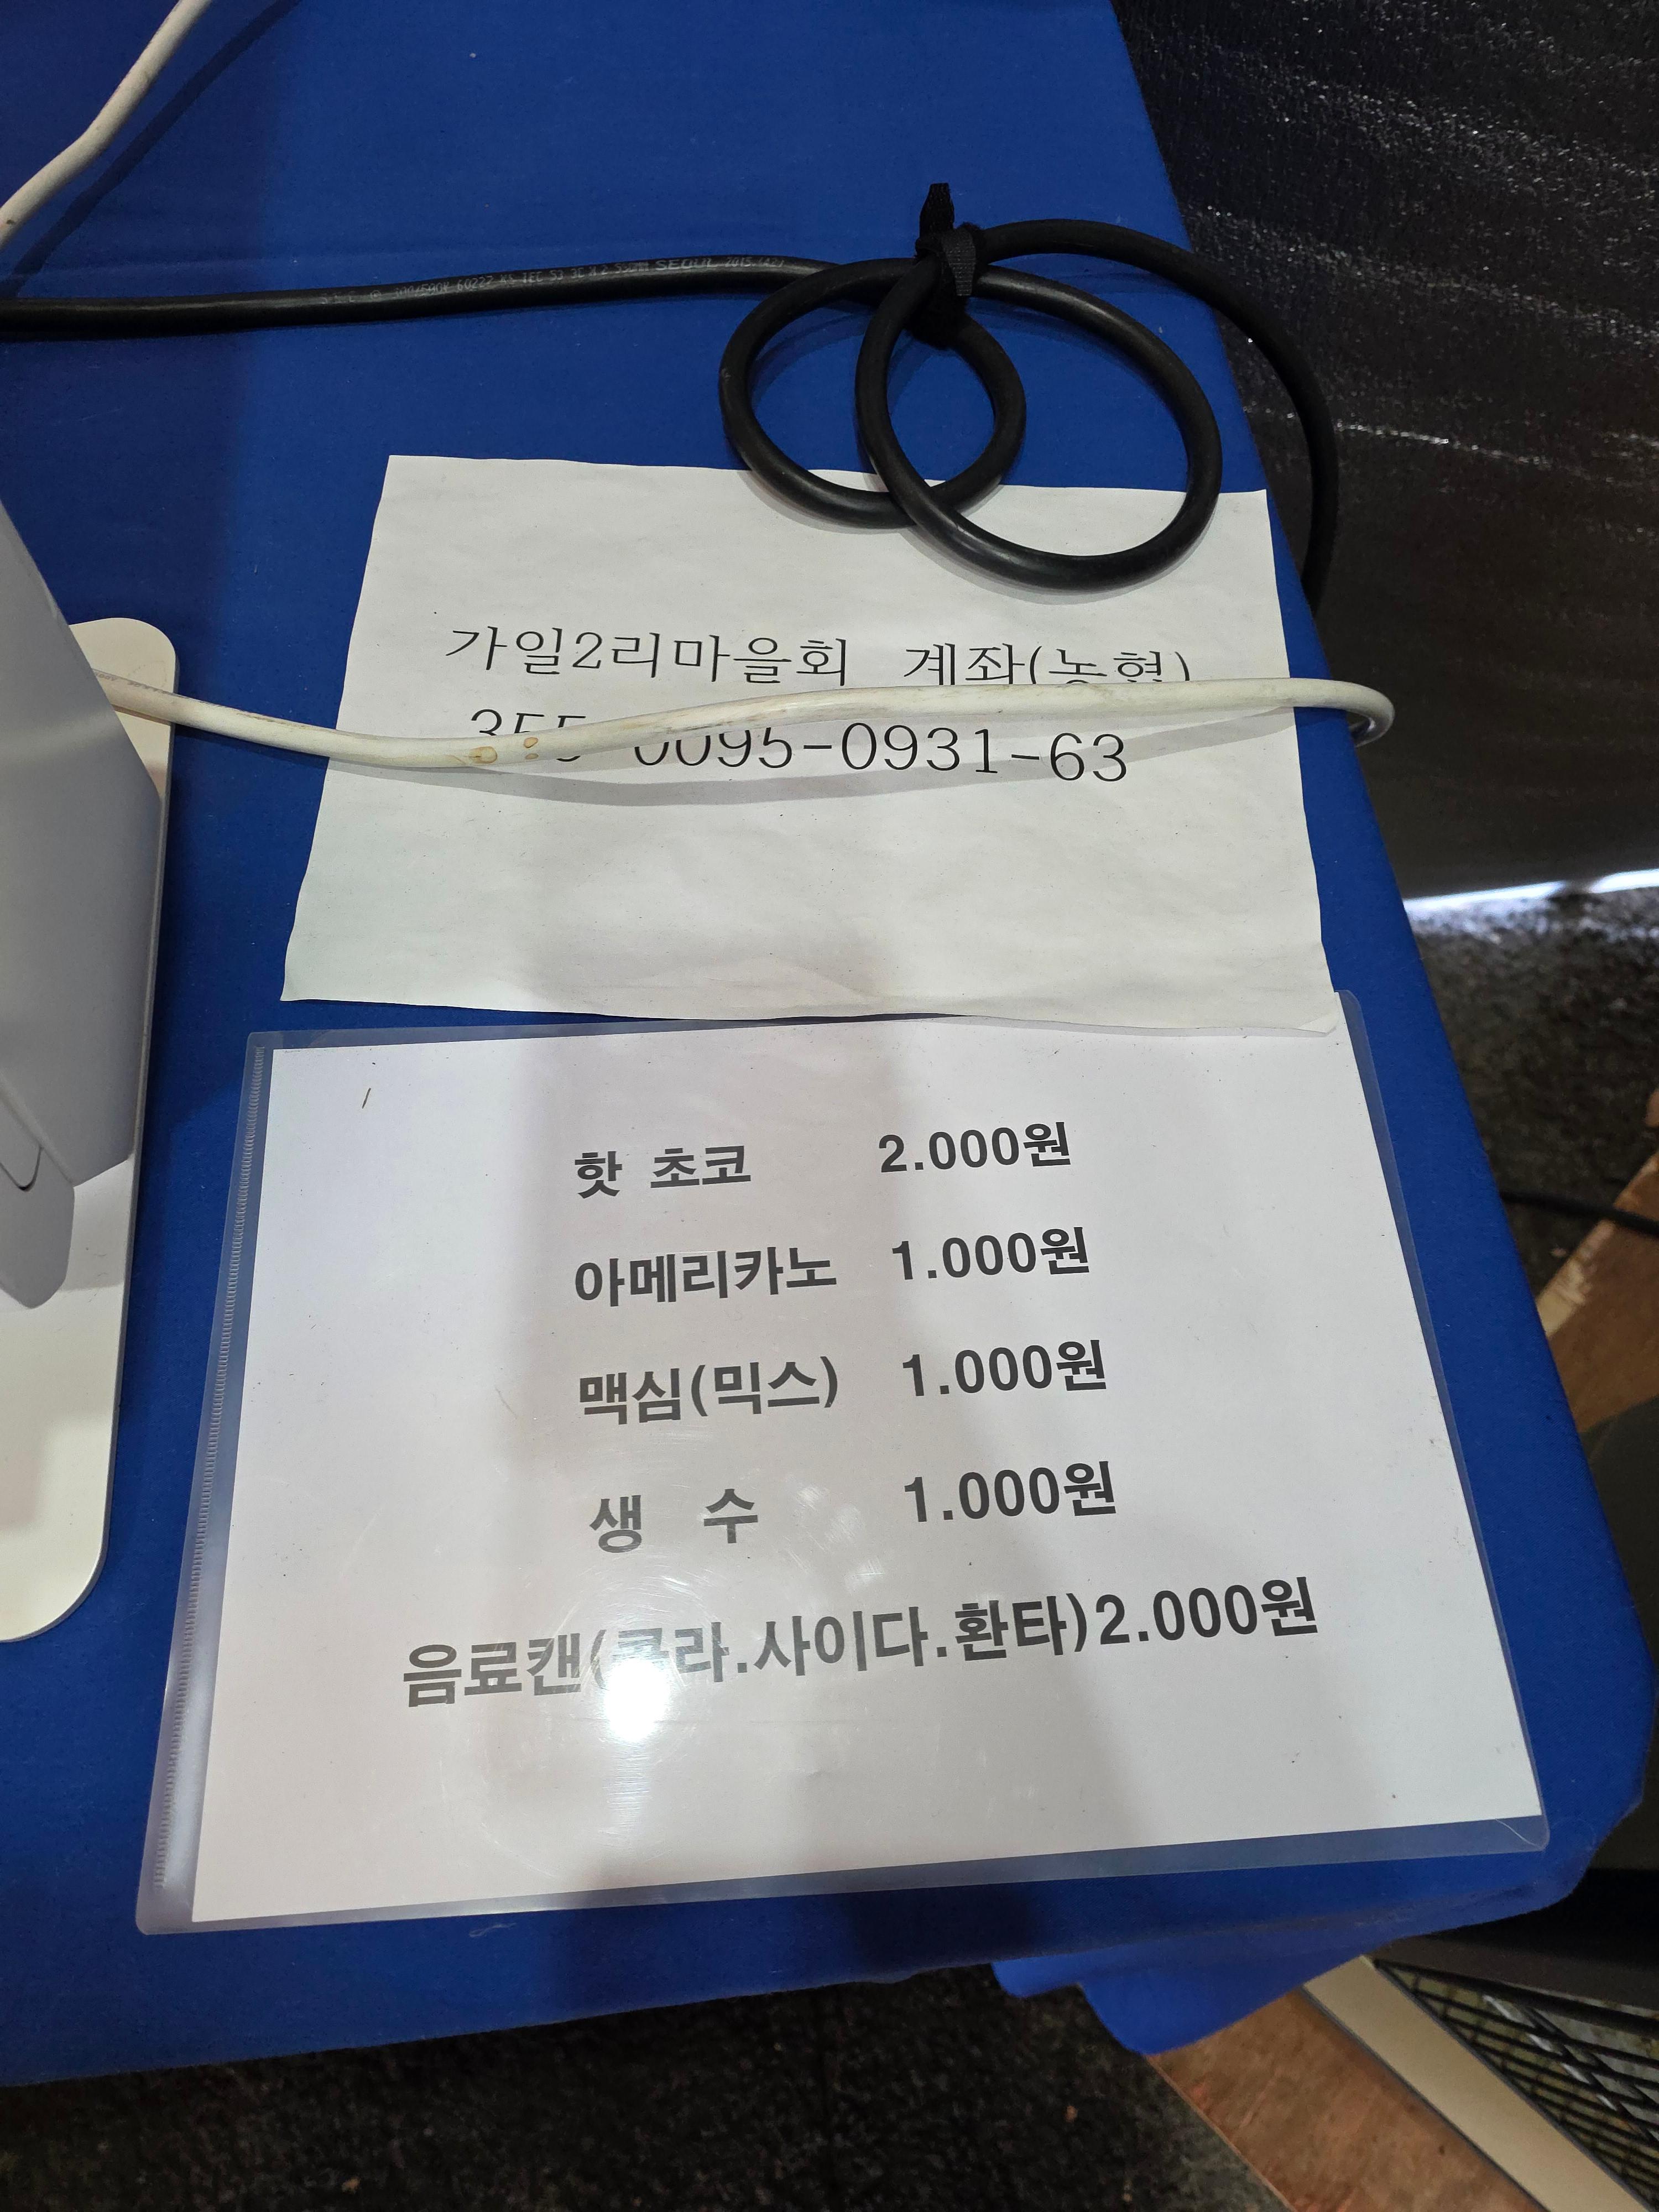 SEOUL
가일2리마을회 계좌(농협)
0095-0931-63
핫 초코 2.000원
아메리카노 1.000원
맥심(믹스) 1.000원
생 수 1.000원
음료캔(콜라.사이다.환타)2.000원